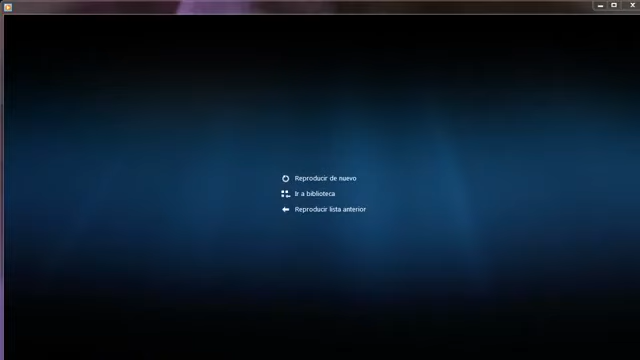 Reproducir de nuevo
Ir a biblioteca
Reproducir lista anterior